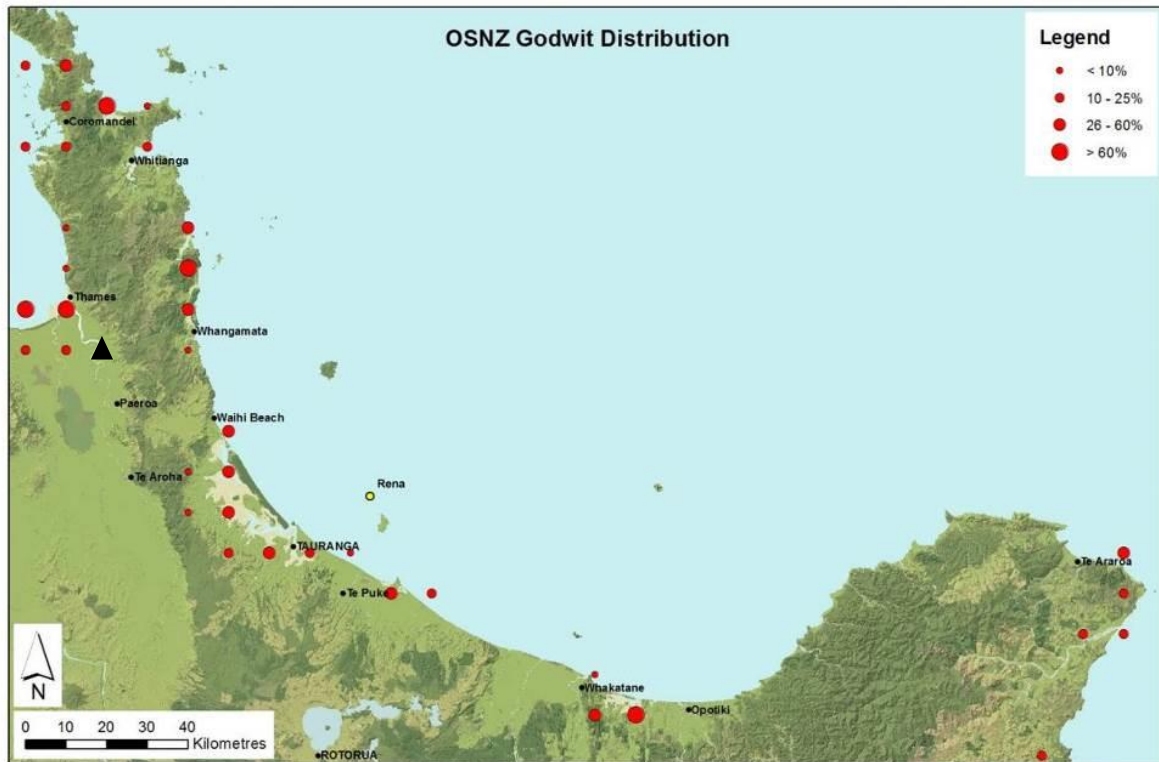 OSNZ Godwit Distribution
Legend
< 10%
10 - 25%
26 - 60%
> 60%
Coromandel
Whitianga
Thames
Whangamata
Paeroa
Waihi Beach
Te Aroha
Rena
TAURANGA
Te Araroa
Te Puke
Whakatane
Opotiki
N
0 10 20 30 40
Kilometres
ROTORUA